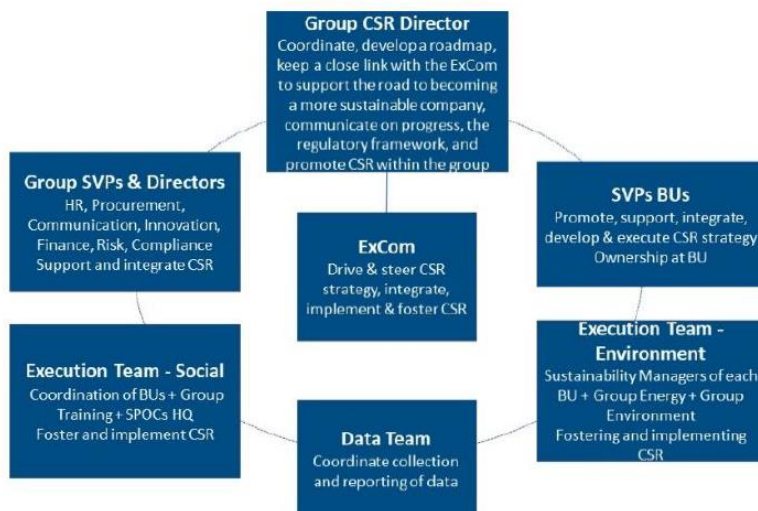 Group CSR Director
Coordinate, develop a roadmap,
keep a close link with the ExCom
to support the road to becoming
a more sustainable company,
communicate on progress, the
regulatory framework, and
promote CSR within the group
Group SVPs & Directors
HR, Procurement,
Communication, Innovation,
Finance, Risk, Compliance
Support and integrate CSR
ExCom
Drive & steer CSR
strategy, integrate,
implement & foster CSR
SVPs BUs
Promote, support, integrate,
develop & execute CSR strategy
Ownership at BU
Execution Team - Social
Coordination of BUs + Group
Training + SPOCs HQ
Foster and implement CSR
Data Team
Coordinate collection
and reporting of data
Execution Team -
Environment
Sustainability Managers of each
BU + Group Energy + Group
Environment
Fostering and implementing
CSR